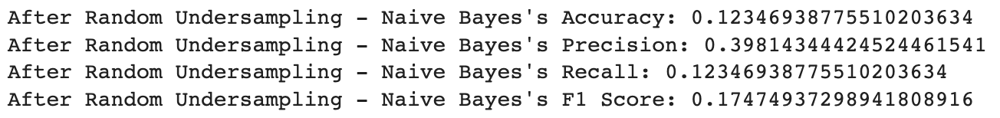 After Random Undersampling - Naive Bayes's Accuracy: 0.12346938775510203634
After Random Undersampling - Naive Bayes's Precision: 0.39814344424524461541
After Random Undersampling - Naive Bayes's Recall: 0.12346938775510203634
After Random Undersampling - Naive Bayes's F1 Score: 0.17474937298941808916